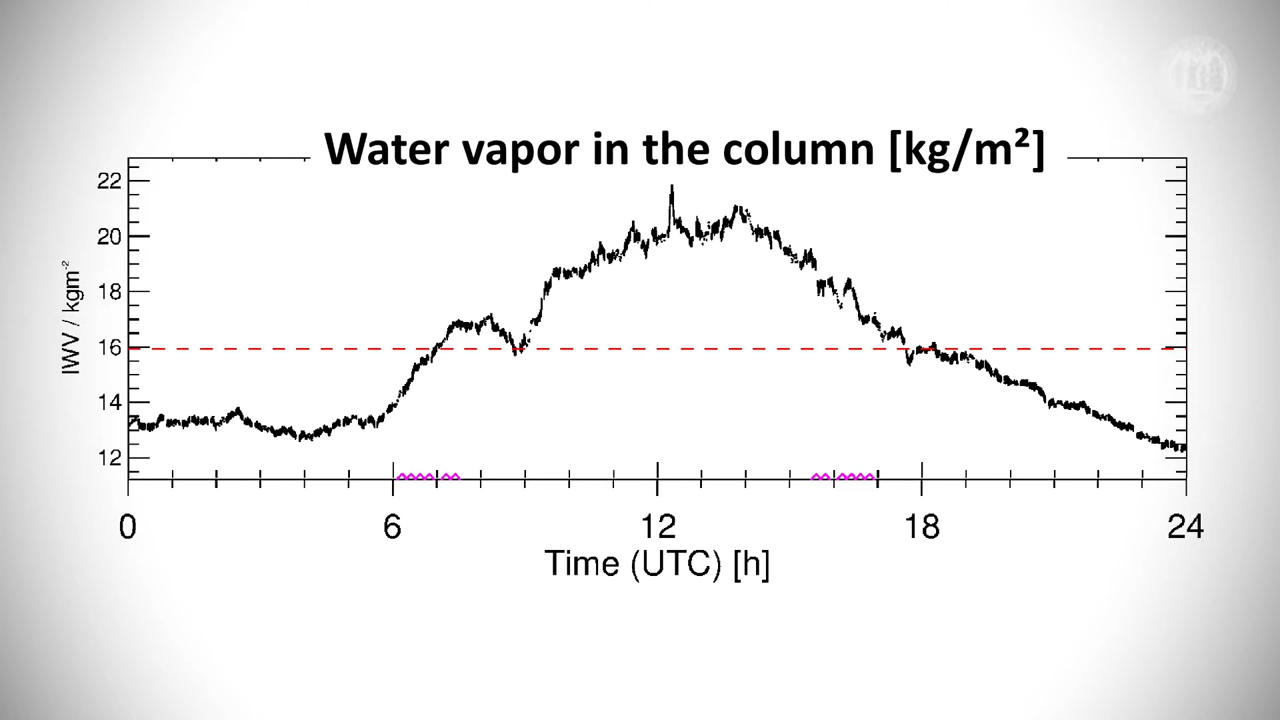 Water vapor in the column [kg/m²]
22
20
18
16
14
12
IWV / kgm⁻²
0 6 12 18 24
Time (UTC) [h]